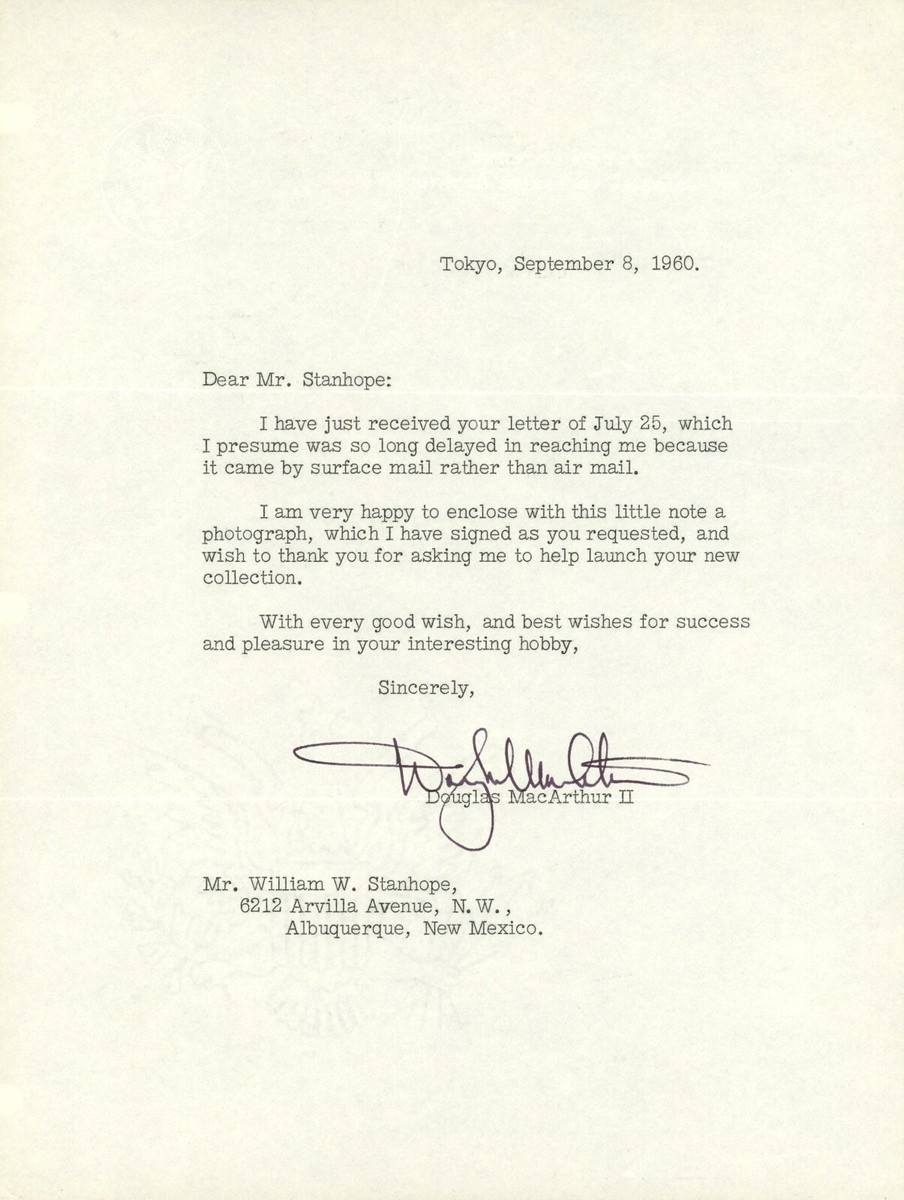 Tokyo, September 8, 1960.
Dear Mr. Stanhope:
I have just received your letter of July 25, which
I presume was so long delayed in reaching me because
it came by surface mail rather than air mail.
I am very happy to enclose with this little note a
photograph, which I have signed as you requested, and
wish to thank you for asking me to help launch your new
collection.
With every good wish, and best wishes for success
and pleasure in your interesting hobby,
Sincerely,
Douglas MacArthur
Douglas MacArthur II
Mr. William W. Stanhope,
6212 Arvilla Avenue, N.W.,
Albuquerque, New Mexico.